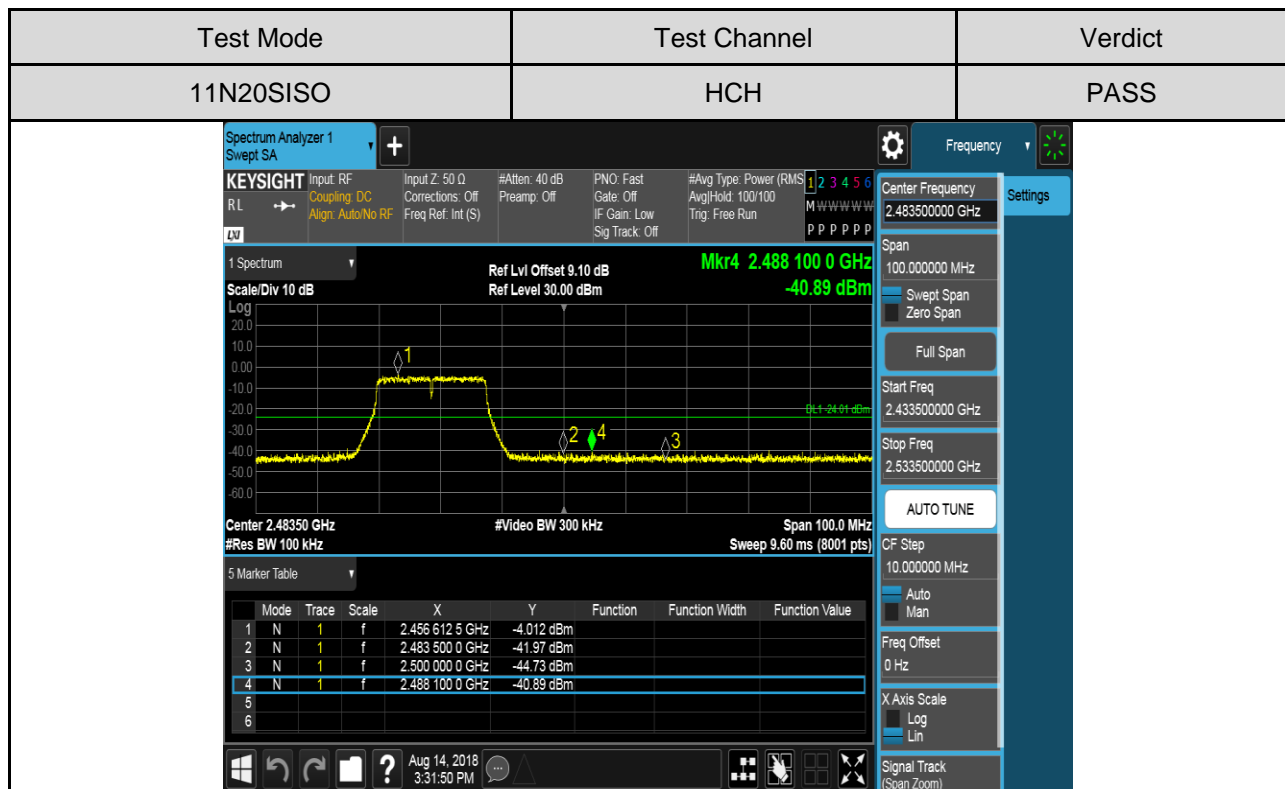 Test Mode Test Channel Verdict
11N20SISO HCH PASS
Spectrum Analyzer 1
Swept SA
Frequency
KEYSIGHT Input: RF Input Z: 50 Ω #Atten: 40 dB PNO: Fast #Avg Type: Power (RMS 1 2 3 4 5 6
RL Coupling: DC Corrections: Off Preamp: Off Gate: Off Avg|Hold: 100/100 M W W W W W
Align: Auto/No RF Freq Ref: Int (S) IF Gain: Low Trig: Free Run
LXI Sig Track: Off P P P P P P
Center Frequency
2.483500000 GHz
Settings
1 Spectrum
Ref Lvl Offset 9.10 dB
Mkr4 2.488 100 0 GHz
Scale/Div 10 dB Ref Level 30.00 dBm -40.89 dBm
Log
20.0
10.0
0.00
-10.0
-20.0
-30.0
-40.0
-50.0
-60.0
1
2
4
3
DL1 -24.01 dBm
Center 2.48350 GHz #Video BW 300 kHz Span 100.0 MHz
#Res BW 100 kHz Sweep 9.60 ms (8001 pts)
Span
100.000000 MHz
Swept Span
Zero Span
Full Span
Start Freq
2.433500000 GHz
Stop Freq
2.533500000 GHz
AUTO TUNE
CF Step
10.000000 MHz
Auto
Man
Freq Offset
0 Hz
X Axis Scale
Log
Lin
Signal Track
(Span Zoom)
5 Marker Table
Mode Trace Scale X Y Function Function Width Function Value
1 N 1 f 2.456 612 5 GHz -4.012 dBm
2 N 1 f 2.483 500 0 GHz -41.97 dBm
3 N 1 f 2.500 000 0 GHz -44.73 dBm
4 N 1 f 2.488 100 0 GHz -40.89 dBm
5
6
? Aug 14, 2018
3:31:50 PM